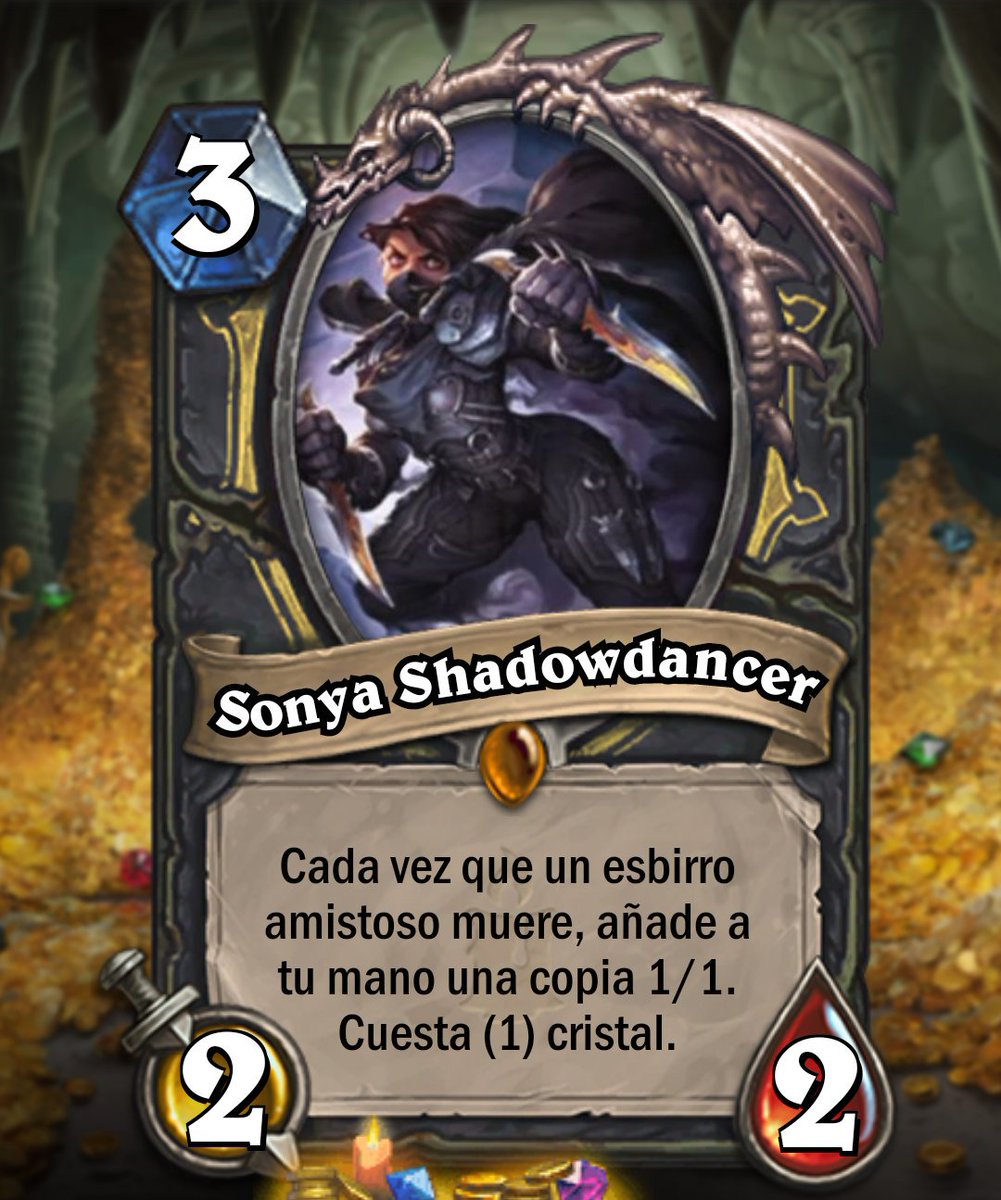 3
Sonya Shadowdancer
Cada vez que un esbirro
amistoso muere, añade a
tu mano una copia 1/1.
Cuesta (1) cristal.
2
2